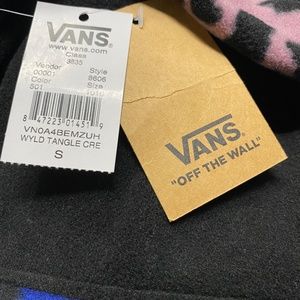 VANS
www.vans.com
Class
3835
Vendor Style
00001 8606
Color Size
501 1016
8 47223 01451 9
VN0A4BEMZUH
WYLD TANGLE CRE
S
VANS
"OFF THE WALL"